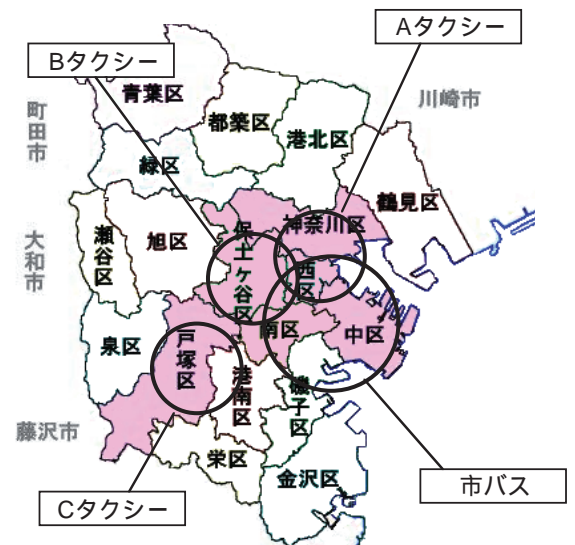 Aタクシー
Bタクシー
青葉区
川崎市
町田市
都築区
港北区
緑区
鶴見区
神奈川区
大和市
瀬谷区
旭区
保土ヶ谷区
西区
泉区
戸塚区
南区
中区
港南区
磯子区
藤沢市
栄区
金沢区
市バス
Cタクシー